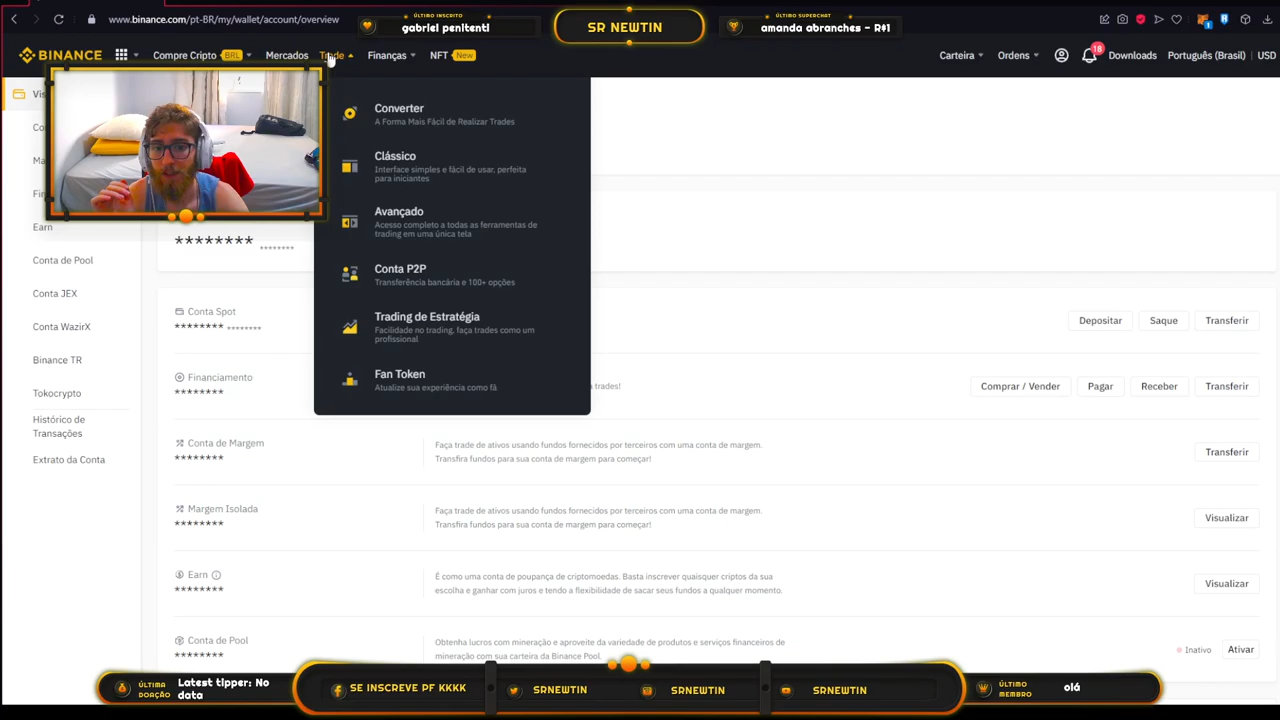 www.binance.com/pt-BR/my/wallet/account/overview
ÚLTIMO INSCRITO
gabriel penitenti
SR NEWTIN
ÚLTIMO SUPERCHAT
amanda abranches - R$1
1
BINANCE
Compre Cripto
BRL
Mercados
Trade
Finanças
NFT
New
Carteira
Ordens
18
Downloads
Português (Brasil)
USD
Converter
A Forma Mais Fácil de Realizar Trades
Clássico
Interface simples e fácil de usar, perfeita
para iniciantes
Avançado
Acesso completo a todas as ferramentas de
trading em uma única tela
Conta P2P
Transferência bancária e 100+ opções
Trading de Estratégia
Facilidade no trading, faça trades como um
profissional
Fan Token
Atualize sua experiência como fã
Earn
Conta de Pool
Conta JEX
Conta WazirX
Binance TR
Tokocrypto
Histórico de
Transações
Extrato da Conta
******** ********
Conta Spot
******** ********
Depositar
Saque
Transferir
Financiamento
********
trades!
Comprar / Vender
Pagar
Receber
Transferir
Conta de Margem
********
Faça trade de ativos usando fundos fornecidos por terceiros com uma conta de margem.
Transfira fundos para sua conta de margem para começar!
Transferir
Margem Isolada
********
Faça trade de ativos usando fundos fornecidos por terceiros com uma conta de margem.
Transfira fundos para sua conta de margem para começar!
Visualizar
Earn
********
É como uma conta de poupança de criptomoedas. Basta inscrever quaisquer criptos da sua
escolha e ganhar com juros e tendo a flexibilidade de sacar seus fundos a qualquer momento.
Visualizar
Conta de Pool
********
Obtenha lucros com mineração e aproveite da variedade de produtos e serviços financeiros de
mineração com sua carteira da Binance Pool.
Inativo
Ativar
ÚLTIMA
DOAÇÃO
Latest tipper: No
data
SE INSCREVE PF KKKK
SRNEWTIN
SRNEWTIN
SRNEWTIN
ÚLTIMO
MEMBRO
olá